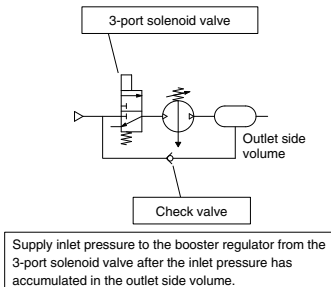 3-port solenoid valve
Outlet side
volume
Check valve
Supply inlet pressure to the booster regulator from the
3-port solenoid valve after the inlet pressure has
accumulated in the outlet side volume.